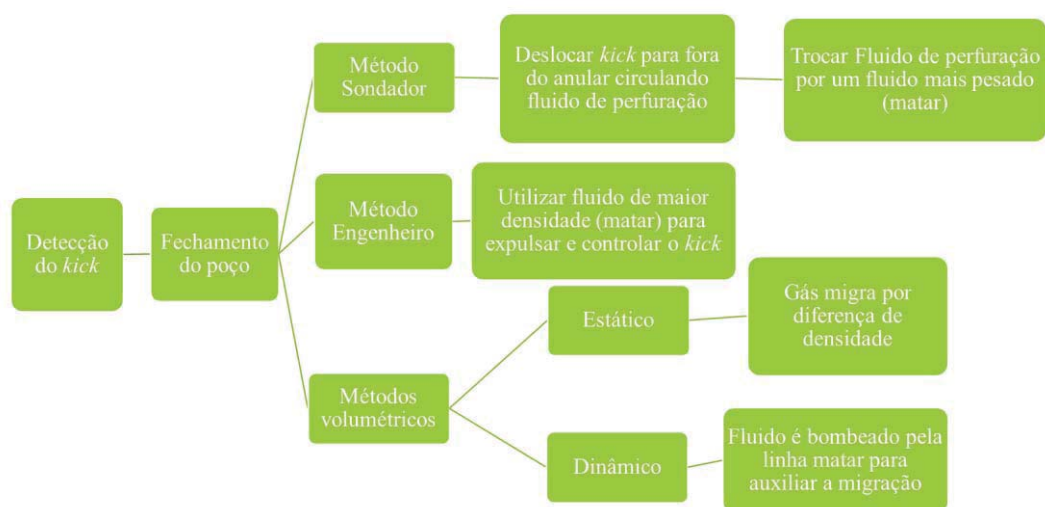 Detecção
do kick
Fechamento
do poço
Método
Sondador
Deslocar kick para fora
do anular circulando
fluido de perfuração
Trocar Fluido de perfuração
por um fluido mais pesado
(matar)
Método
Engenheiro
Utilizar fluido de maior
densidade (matar) para
expulsar e controlar o kick
Métodos
volumétricos
Estático
Gás migra por
diferença de
densidade
Dinâmico
Fluido é bombeado pela
linha matar para
auxiliar a migração